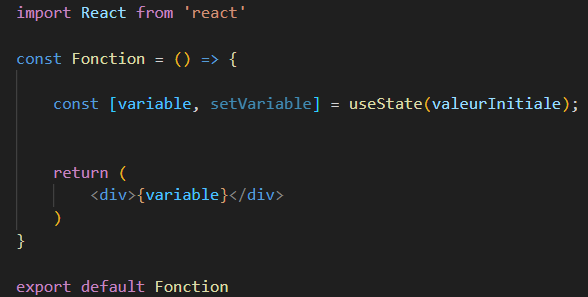 import React from 'react'
const Fonction = () => {
const [variable, setVariable] = useState(valeurInitiale);
return (
<div>{variable}</div>
)
}
export default Fonction